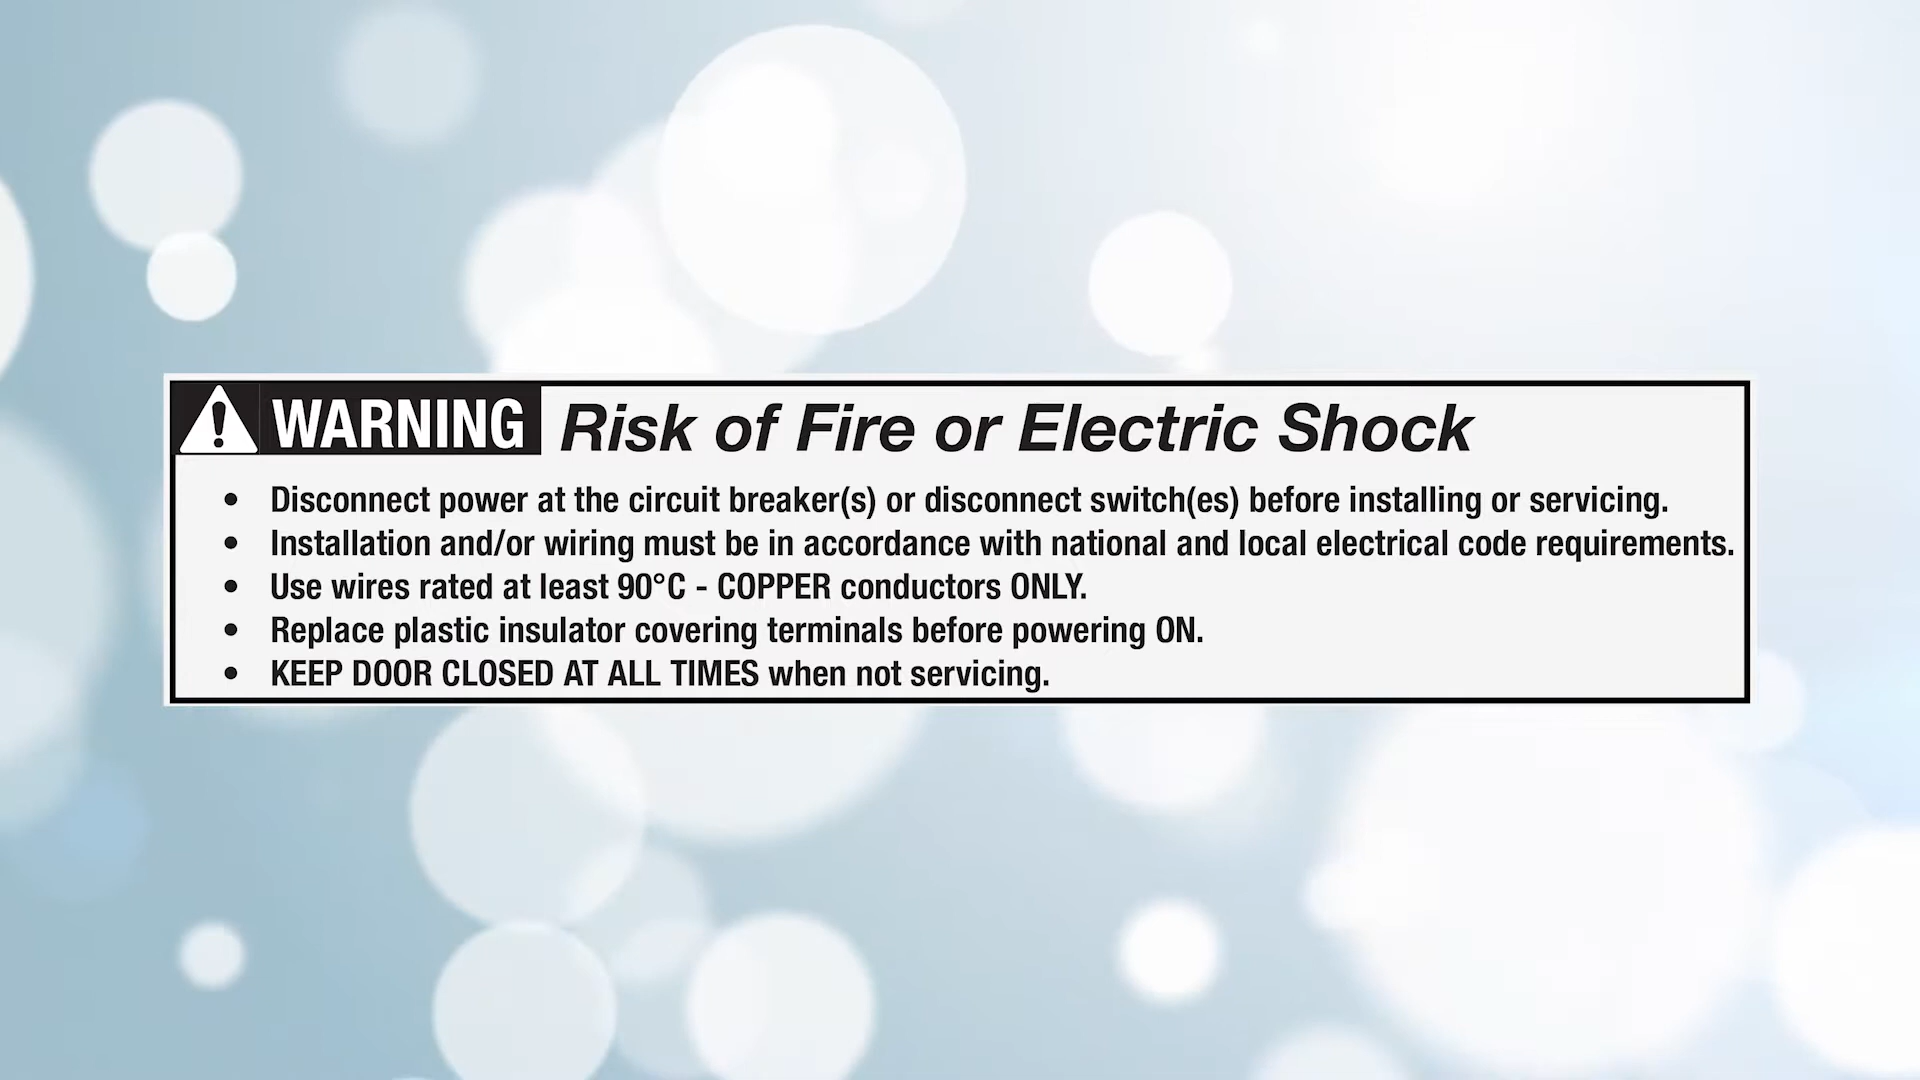 WARNING Risk of Fire or Electric Shock
• Disconnect power at the circuit breaker(s) or disconnect switch(es) before installing or servicing.
• Installation and/or wiring must be in accordance with national and local electrical code requirements.
• Use wires rated at least 90°C - COPPER conductors ONLY.
• Replace plastic insulator covering terminals before powering ON.
• KEEP DOOR CLOSED AT ALL TIMES when not servicing.